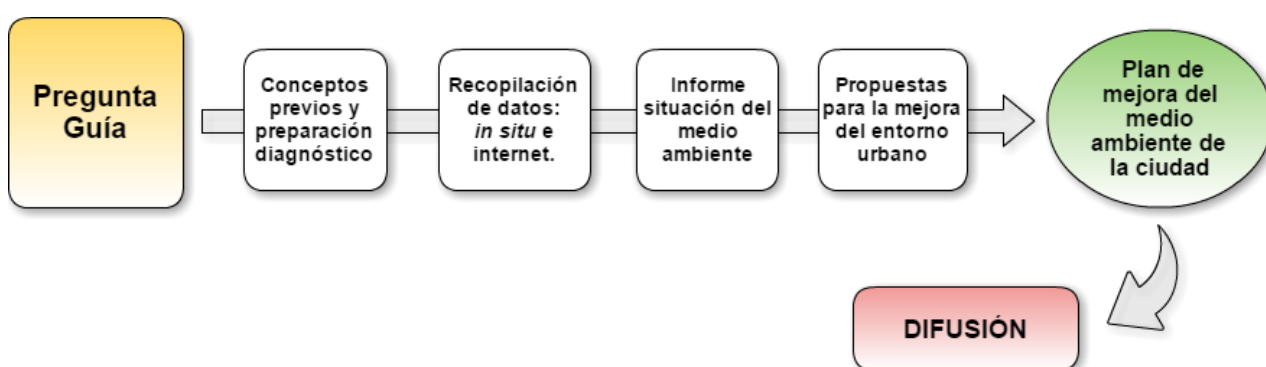 Pregunta
Guía
Conceptos
previos y
preparación
diagnóstico
Recopilación
de datos:
in situ e
internet.
Informe
situación del
medio
ambiente
Propuestas
para la mejora
del entorno
urbano
Plan de
mejora del
medio
ambiente de
la ciudad
DIFUSIÓN